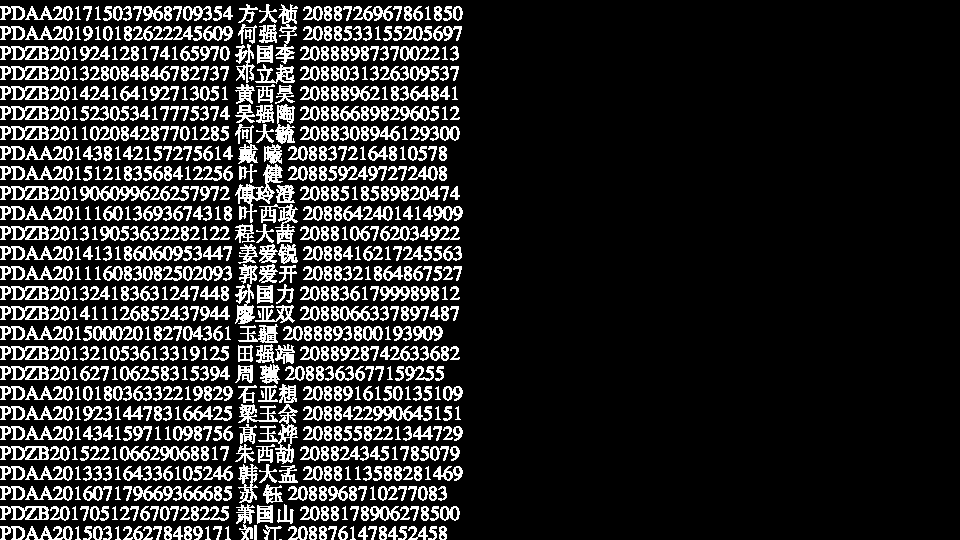 PDAA201715037968709354 方大祯 2088726967861850
PDAA201910182622245609 何强宇 2088533155205697
PDZB201924128174165970 孙国李 2088898737002213
PDZB201328084846782737 邓立起 2088031326309537
PDZB201424164192713051 黄西昊 2088896218364841
PDZB201523053417775374 吴强陶 2088668982960512
PDZB201102084287701285 何大毓 2088308946129300
PDAA201438142157275614 戴 曦 2088372164810578
PDAA201512183568412256 叶 健 2088592497272408
PDZB201906099626257972 傅玲澄 2088518589820474
PDAA201116013693674318 叶西政 2088642401414909
PDZB201319053632282122 程大茜 2088106762034922
PDAA201413186060953447 姜爱锐 2088416217245563
PDAA201116083082502093 郭爱开 2088321864867527
PDZB201324183631247448 孙国力 2088361799989812
PDZB201411126852437944 廖亚双 2088066337897487
PDAA201500020182704361 玉疆 2088893800193909
PDZB201321053613319125 田强端 2088928742633682
PDZB201627106258315394 周 骥 2088363677159255
PDAA201018036332219829 石亚想 2088916150135109
PDAA201923144783166425 梁玉余 2088422990645151
PDAA201434159711098756 高玉烨 2088558221344729
PDZB201522106629068817 朱西劼 2088243451785079
PDAA201333164336105246 韩大孟 2088113588281469
PDAA201607179669366685 苏 钰 2088968710277083
PDZB201705127670728225 萧国山 2088178906278500
PDAA201503126278489171 刘 江 2088761478452458